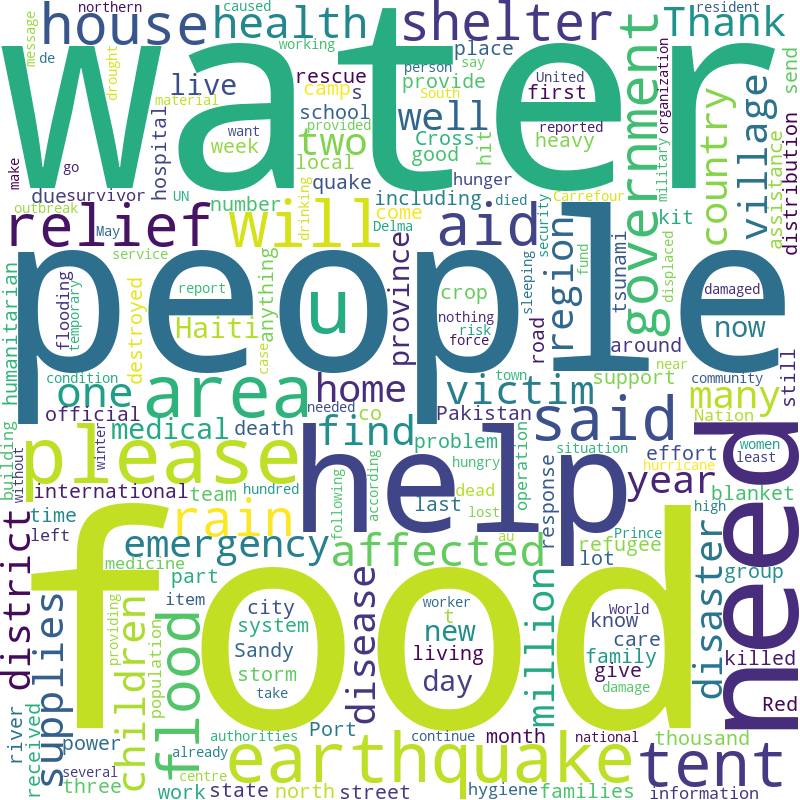 water
people
food
help
need
house
health
shelter
Thank
northern
caused
resident
message
de
drought
working
material
rescue
place
person
say
provide
camp
s
South
United
first
reported
government
organization
military
country
village
send
distribution
assistance
live
hospital
want
week
two
school
provided
local
well
Cross
good
hit
heavy
make
go
due
survivor
UN
number
quake
hunger
including
died
Carrefour
kit
outbreak
May
drinking
come
Delma
security
fund
displaced
relief
will
aid
region
tsunami
sleeping
service
humanitarian
flooding
temporary
report
destroyed
Haiti
case
anything
u
province
crop
nothing
risk
force
road
damaged
now
around
near
condition
one
area
home
town
support
community
still
official
medical
death
needed
co
Pakistan
victim
many
Nation
women
least
building
without
winter
please
find
problem
said
situation
effort
hurricane
international
team
hundred
following
according
hungry
last
dead
lost
operation
response
year
blanket
time
left
rain
au
Prince
high
district
emergency
affected
refugee
medicine
part
lot
group
disaster
supplies
providing
children
population
item
flood
city
system
Sandy
storm
take
disease
worker
t
new
living
day
million
World
know
care
family
give
damage
killed
Red
river
received
power
several
three
authorities
already
centre
Port
continue
month
national
thousand
earthquake
tent
work
state
north
street
hygiene
families
information